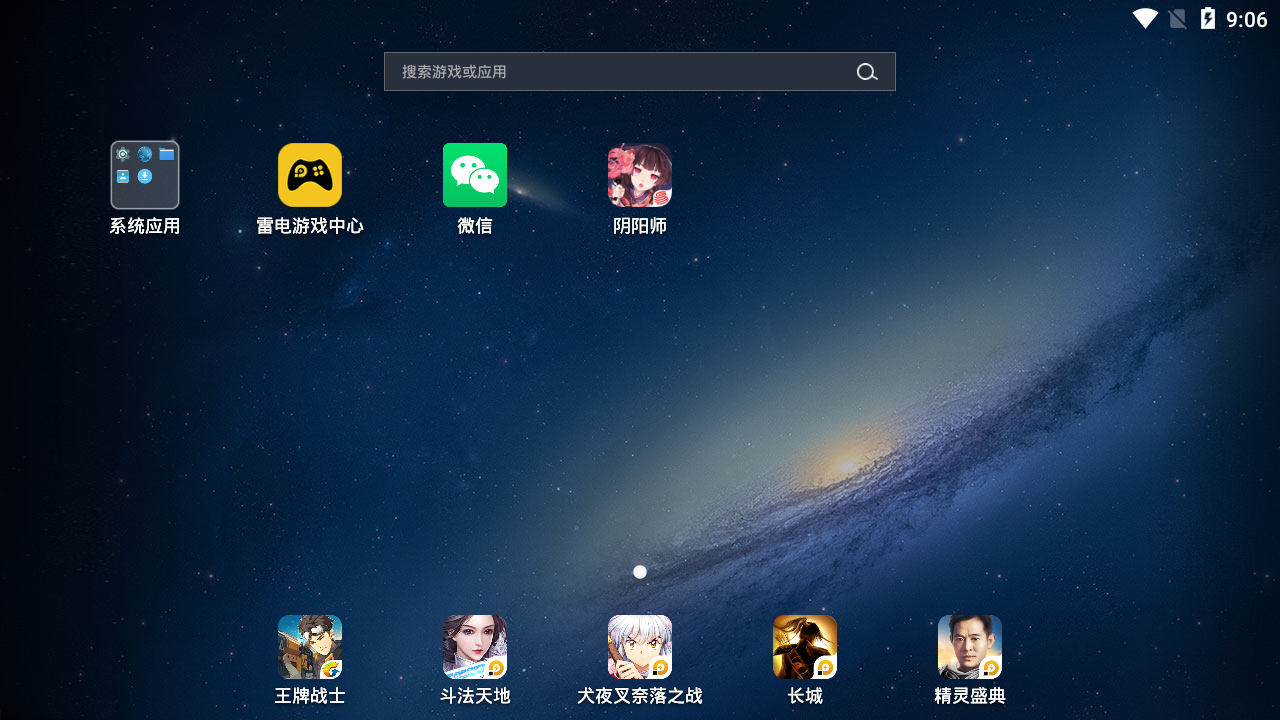 9:06
搜索游戏或应用
系统应用
雷电游戏中心
微信
阴阳师
王牌战士
斗法天地
犬夜叉奈落之战
长城
精灵盛典